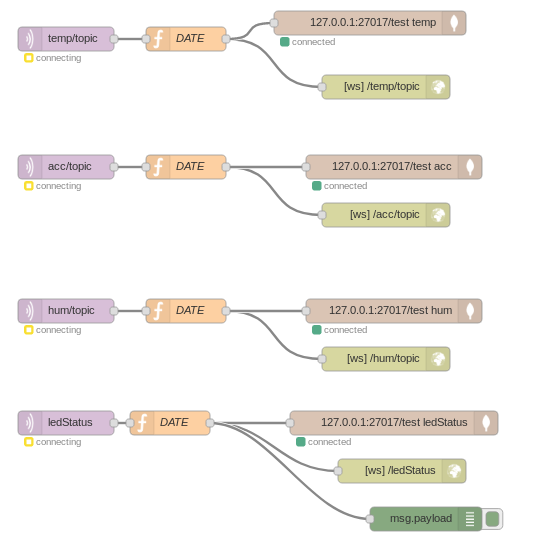 temp/topic
DATE
127.0.0.1:27017/test temp
connecting
connected
[ws] /temp/topic
acc/topic
DATE
127.0.0.1:27017/test acc
connecting
connected
[ws] /acc/topic
hum/topic
DATE
127.0.0.1:27017/test hum
connecting
connected
[ws] /hum/topic
ledStatus
DATE
127.0.0.1:27017/test ledStatus
connecting
connected
[ws] /ledStatus
msg.payload